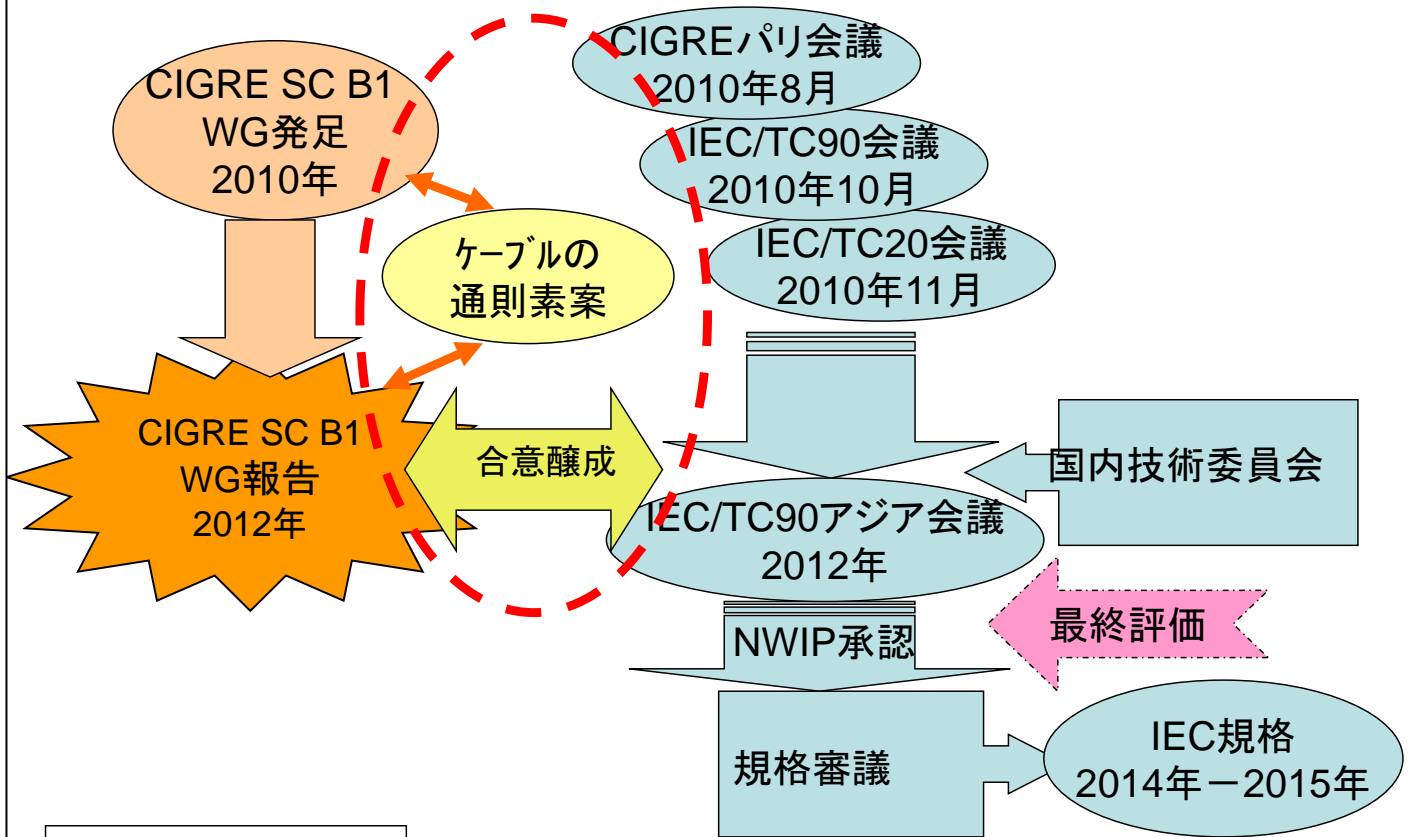 CIGRE SC B1
WG発足
2010年
CIGREパリ会議
2010年8月
IEC/TC90会議
2010年10月
IEC/TC20会議
2010年11月
ケーブルの
通則素案
CIGRE SC B1
WG報告
2012年
合意醸成
国内技術委員会
IEC/TC90アジア会議
2012年
最終評価
NWIP承認
規格審議
IEC規格
2014年－2015年